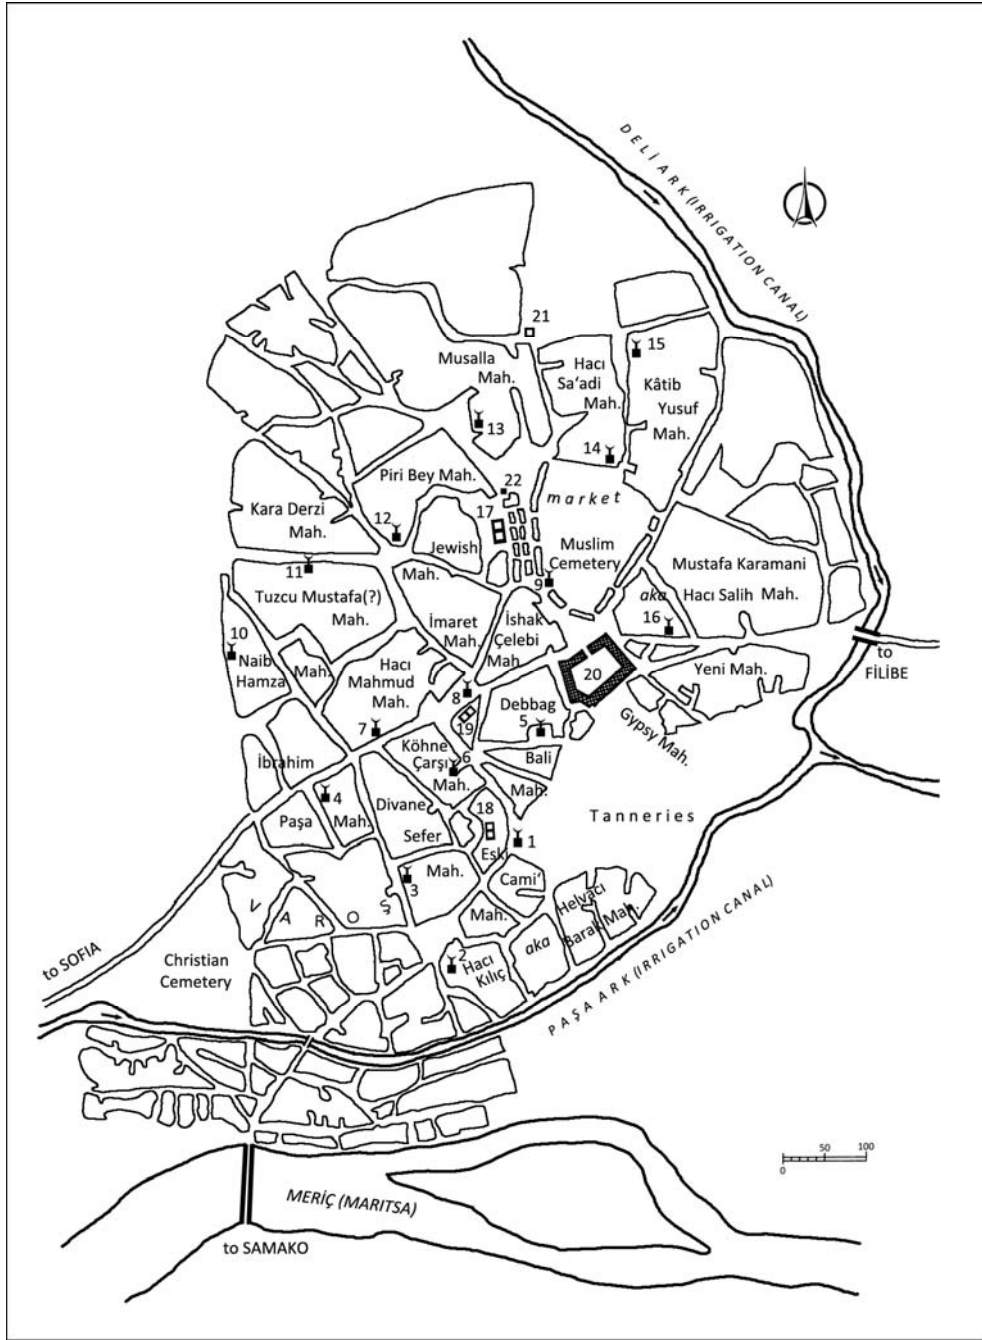 DELİ ARK (IRRIGATION CANAL)
21
15
Musalla
Mah.
Hacı
Sa‘adi
Mah.
Kâtib
Yusuf
Mah.
13
14
Piri Bey Mah.
22
market
17
Kara Derzi
Mah.
12
Jewish
Mah.
Muslim
Cemetery
9
11
Mustafa Karamani
aka
Hacı Salih Mah.
16
Tuzcu Mustafa(?)
Mah.
İmaret
Mah.
İshak
Çelebi
Mah.
10
Naib
Hamza
Mah.
Hacı
Mahmud
Mah.
to
FİLİBE
20
Yeni Mah.
8
Debbag
5
Gypsy Mah.
7
19
Köhne
Çarşı
Mah.
6
Bali
Mah.
İbrahim
Paşa
4
Mah.
Divane
Sefer
Mah.
18
Tanneries
1
Eski
Cami‘
Mah.
3
VAROŞ
Helvacı
aka
Barak Mah.
2
Hacı
Kılıç
to SOFIA
Christian
Cemetery
PAŞA ARK (IRRIGATION CANAL)
50
100
0
MERİÇ (MARITSA)
to SAMAKO